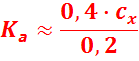 Kₐ ≈ 0,4 · cₓ / 0,2